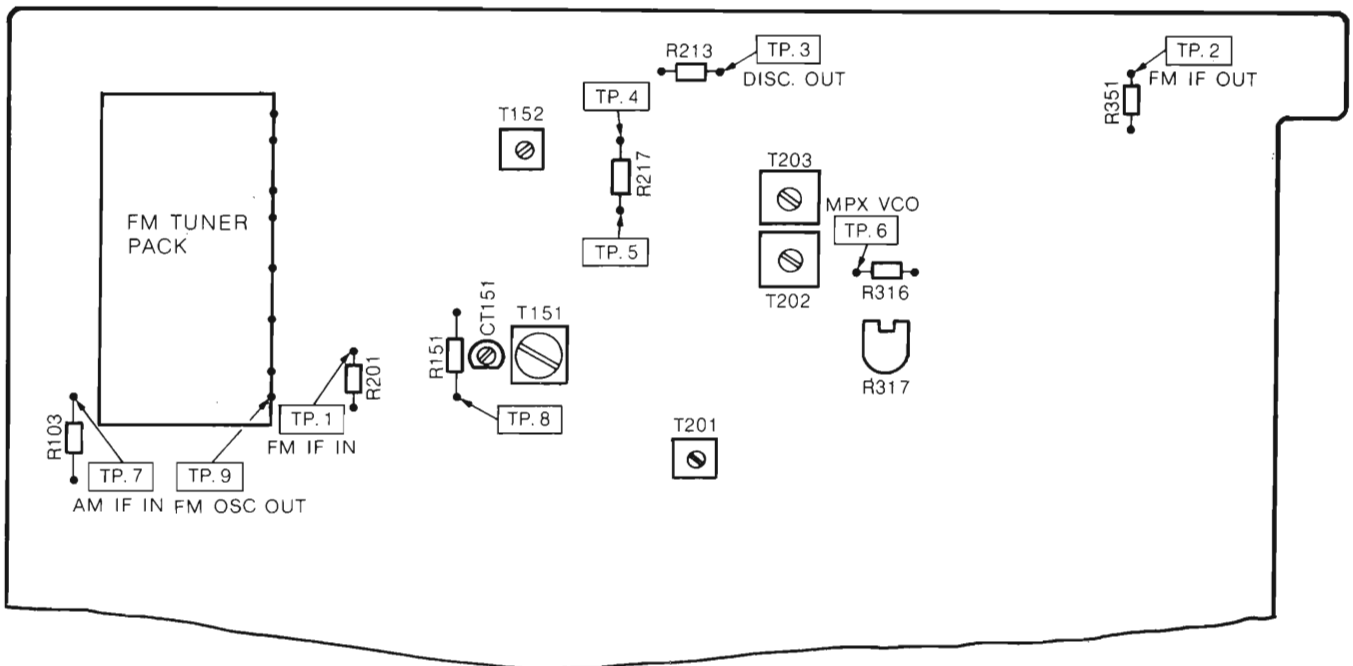 R213
TP. 3
DISC. OUT
TP. 2
FM IF OUT
R351
TP. 4
T152
R217
TP. 5
T203
MPX VCO
TP. 6
R316
T202
R317
FM TUNER
PACK
CT151
T151
R151
TP. 8
R201
TP. 1
FM IF IN
R103
TP. 7
AM IF IN
TP. 9
FM OSC OUT
T201